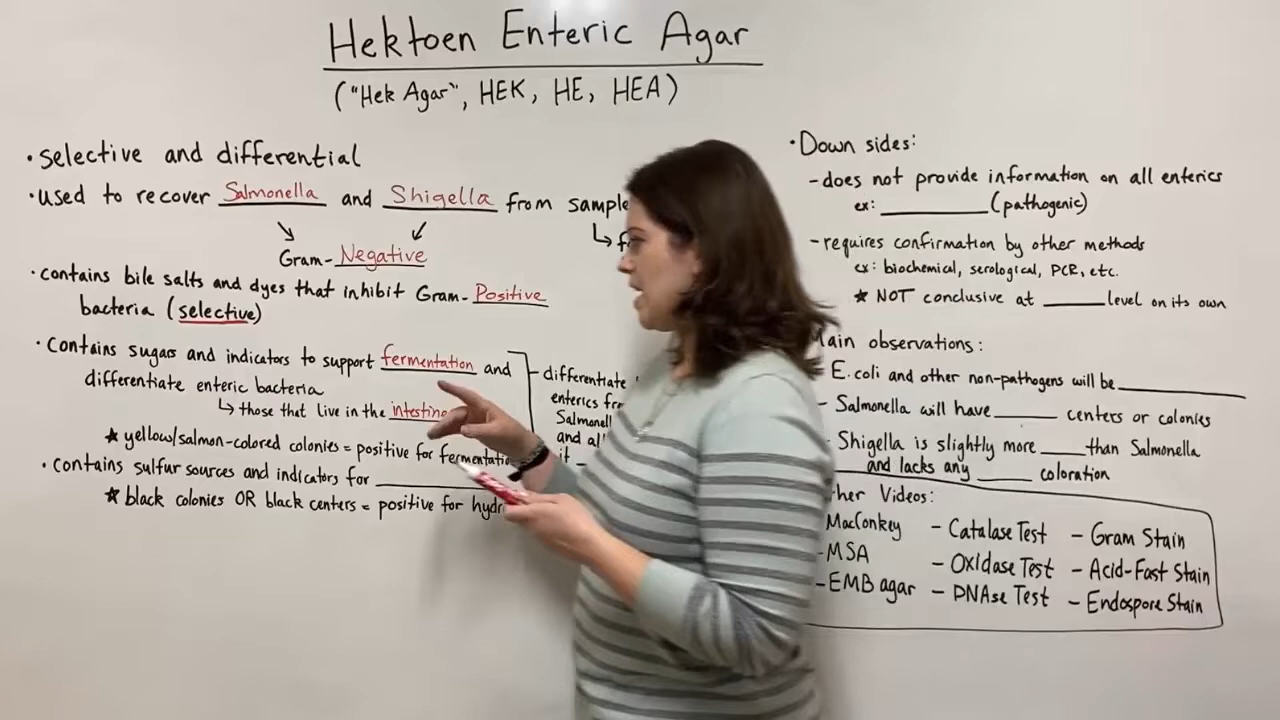 Hektoen Enteric Agar
("Hek Agar", HEK, HE, HEA)
• selective and differential
• used to recover Salmonella and Shigella from sample
Gram-Negative
• contains bile salts and dyes that inhibit Gram-Positive
bacteria (selective)
• contains sugars and indicators to support fermentation and
differentiate enteric bacteria
↳ those that live in the intestine
★ yellow/salmon-colored colonies = positive for fermentatio
• contains sulfur sources and indicators for ________
★ black colonies OR black centers = positive for hydr
differentiate
enterics fr
Salmonell
and al
it
• Down sides:
- does not provide information on all enterics
ex: ________ (pathogenic)
- requires confirmation by other methods
ex: biochemical, serological, PCR, etc.
★ NOT conclusive at ______ level on its own
Main observations:
E.coli and other non-pathogens will be ________
- Salmonella will have ______ centers or colonies
Shigella is slightly more ____ than Salmonella
and lacks any _____ coloration
her Videos:
MacConkey
- MSA
- EMB agar
- Catalase Test
- Oxidase Test
- DNAse Test
- Gram Stain
- Acid-Fast Stain
- Endospore Stain